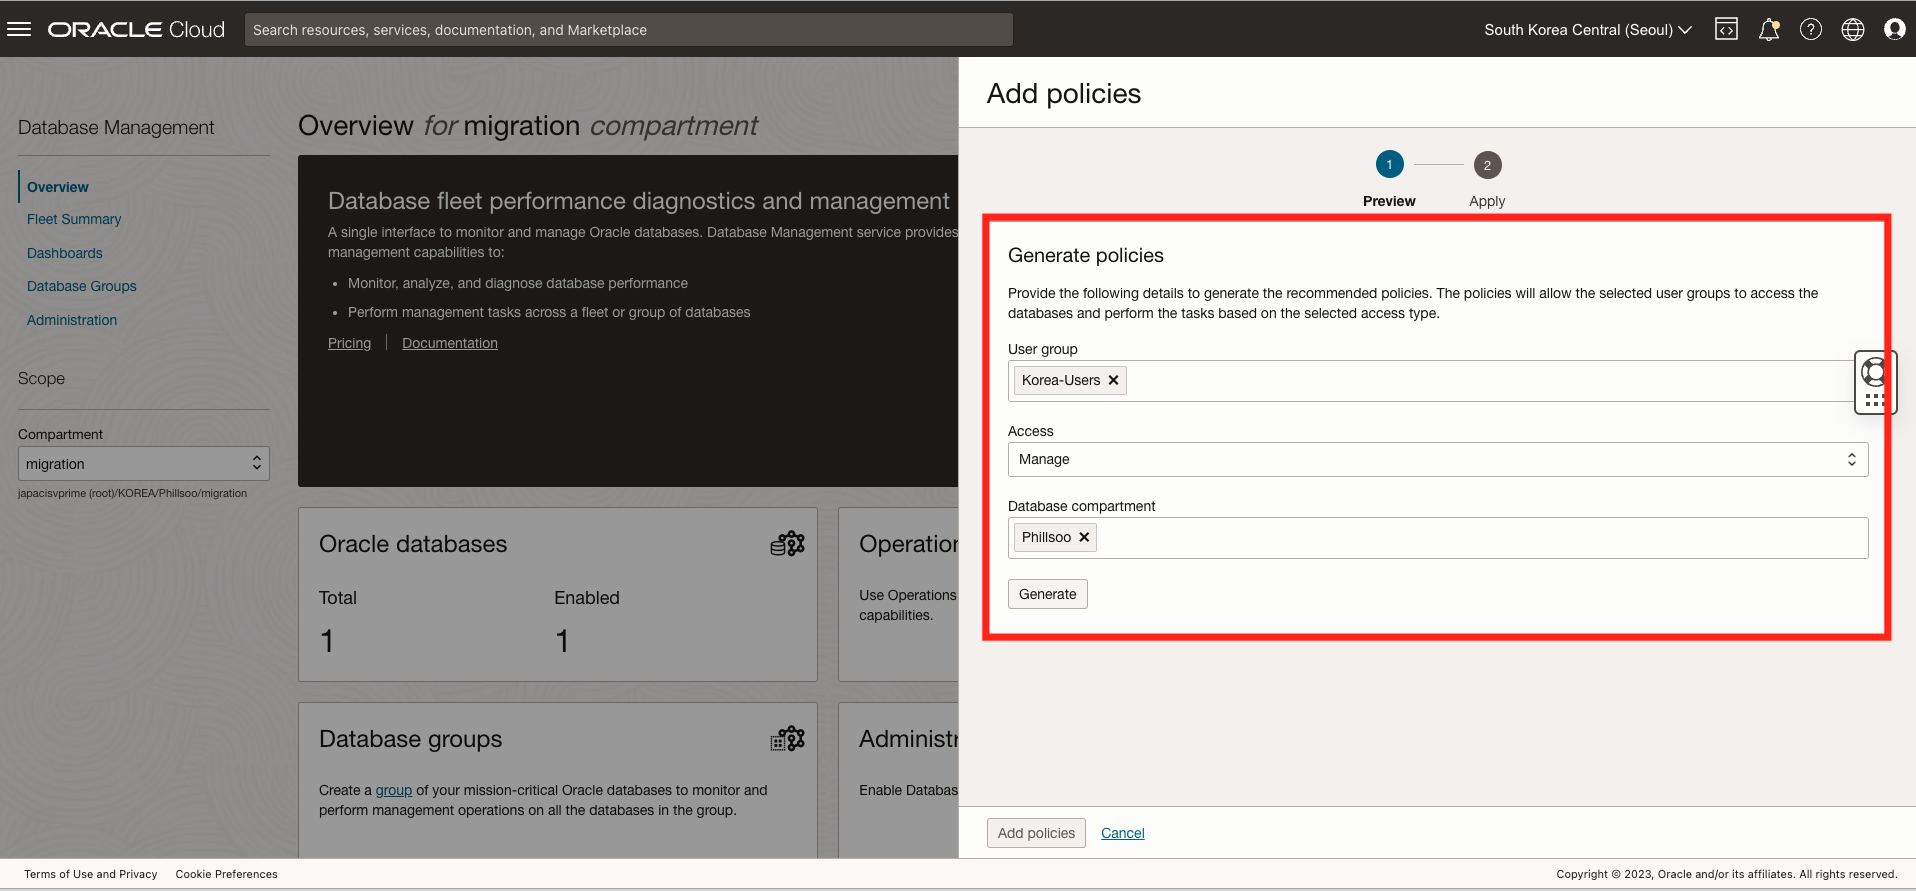 ORACLE Cloud
Search resources, services, documentation, and Marketplace
South Korea Central (Seoul)
Database Management
Overview
Fleet Summary
Dashboards
Database Groups
Administration
Scope
Compartment
migration
japacisvprime (root)/KOREA/Phillsoo/migration
Overview for migration compartment
Database fleet performance diagnostics and management
A single interface to monitor and manage Oracle databases. Database Management service provides
management capabilities to:
• Monitor, analyze, and diagnose database performance
• Perform management tasks across a fleet or group of databases
Pricing | Documentation
Oracle databases
Total Enabled
1 1
Operation
Use Operations
capabilities.
Database groups
Create a group of your mission-critical Oracle databases to monitor and
perform management operations on all the databases in the group.
Administr
Enable Databas
Add policies
1 2
Preview Apply
Generate policies
Provide the following details to generate the recommended policies. The policies will allow the selected user groups to access the
databases and perform the tasks based on the selected access type.
User group
Korea-Users
Access
Manage
Database compartment
Phillsoo
Generate
Add policies Cancel
Terms of Use and Privacy Cookie Preferences
Copyright © 2023, Oracle and/or its affiliates. All rights reserved.